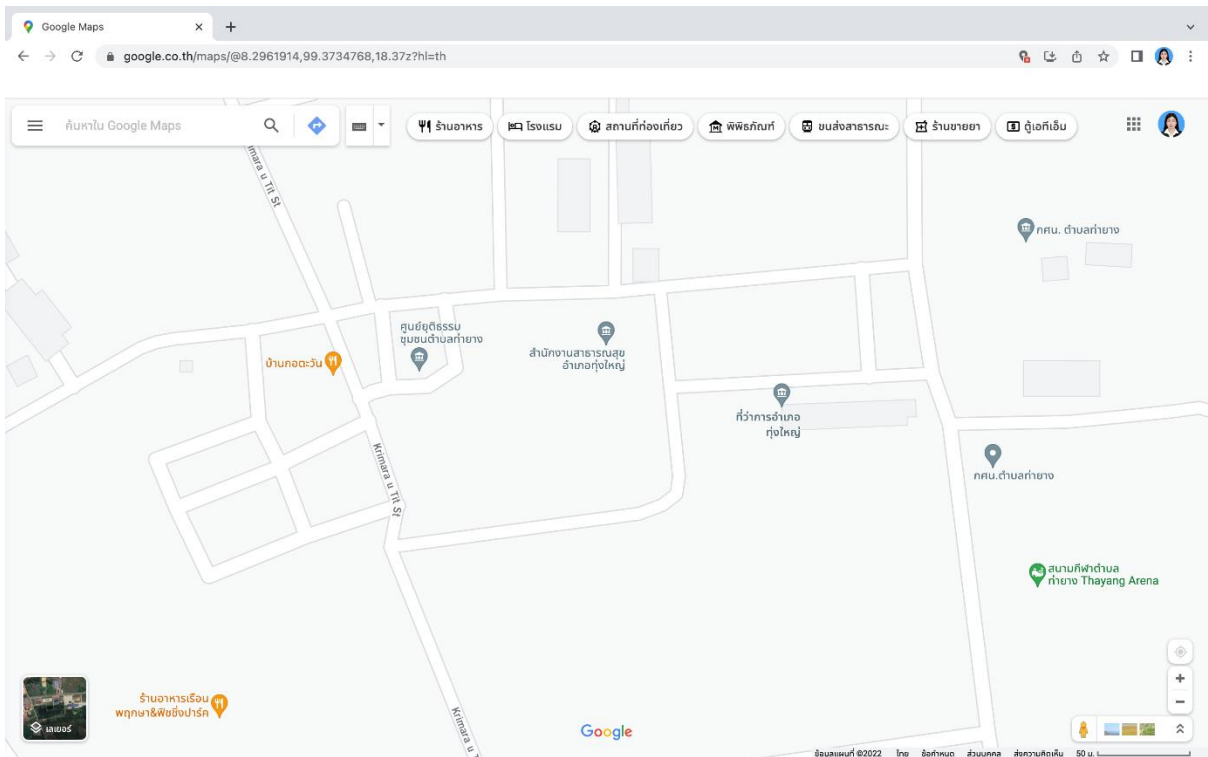 Google Maps
google.co.th/maps/@8.2961914,99.3734768,18.37z?hl=th
ค้นหาใน Google Maps
ร้านอาหาร
โรงแรม
สถานที่ท่องเที่ยว
พิพิธภัณฑ์
ขนส่งสาธารณะ
ร้านขายยา
ตู้เอทีเอ็ม
Krimara u Tit St
กศน. ตำบลท่ายาง
ศูนย์ยุติธรรม
ชุมชนตำบลท่ายาง
สำนักงานสาธารณสุข
อำเภอทุ่งใหญ่
บ้านกอตะวัน
ที่ว่าการอำเภอ
ทุ่งใหญ่
Krimara u Tit St
กศน.ตำบลท่ายาง
สนามกีฬาตำบล
ท่ายาง Thayang Arena
ร้านอาหารเรือน
พฤกษา&ฟิชชิ่งปาร์ค
เลเยอร์
Krimara u T
Google
ข้อมูลแผนที่ ©2022 ไทย ข้อกำหนด ส่วนบุคคล ส่งความคิดเห็น 50 ม.